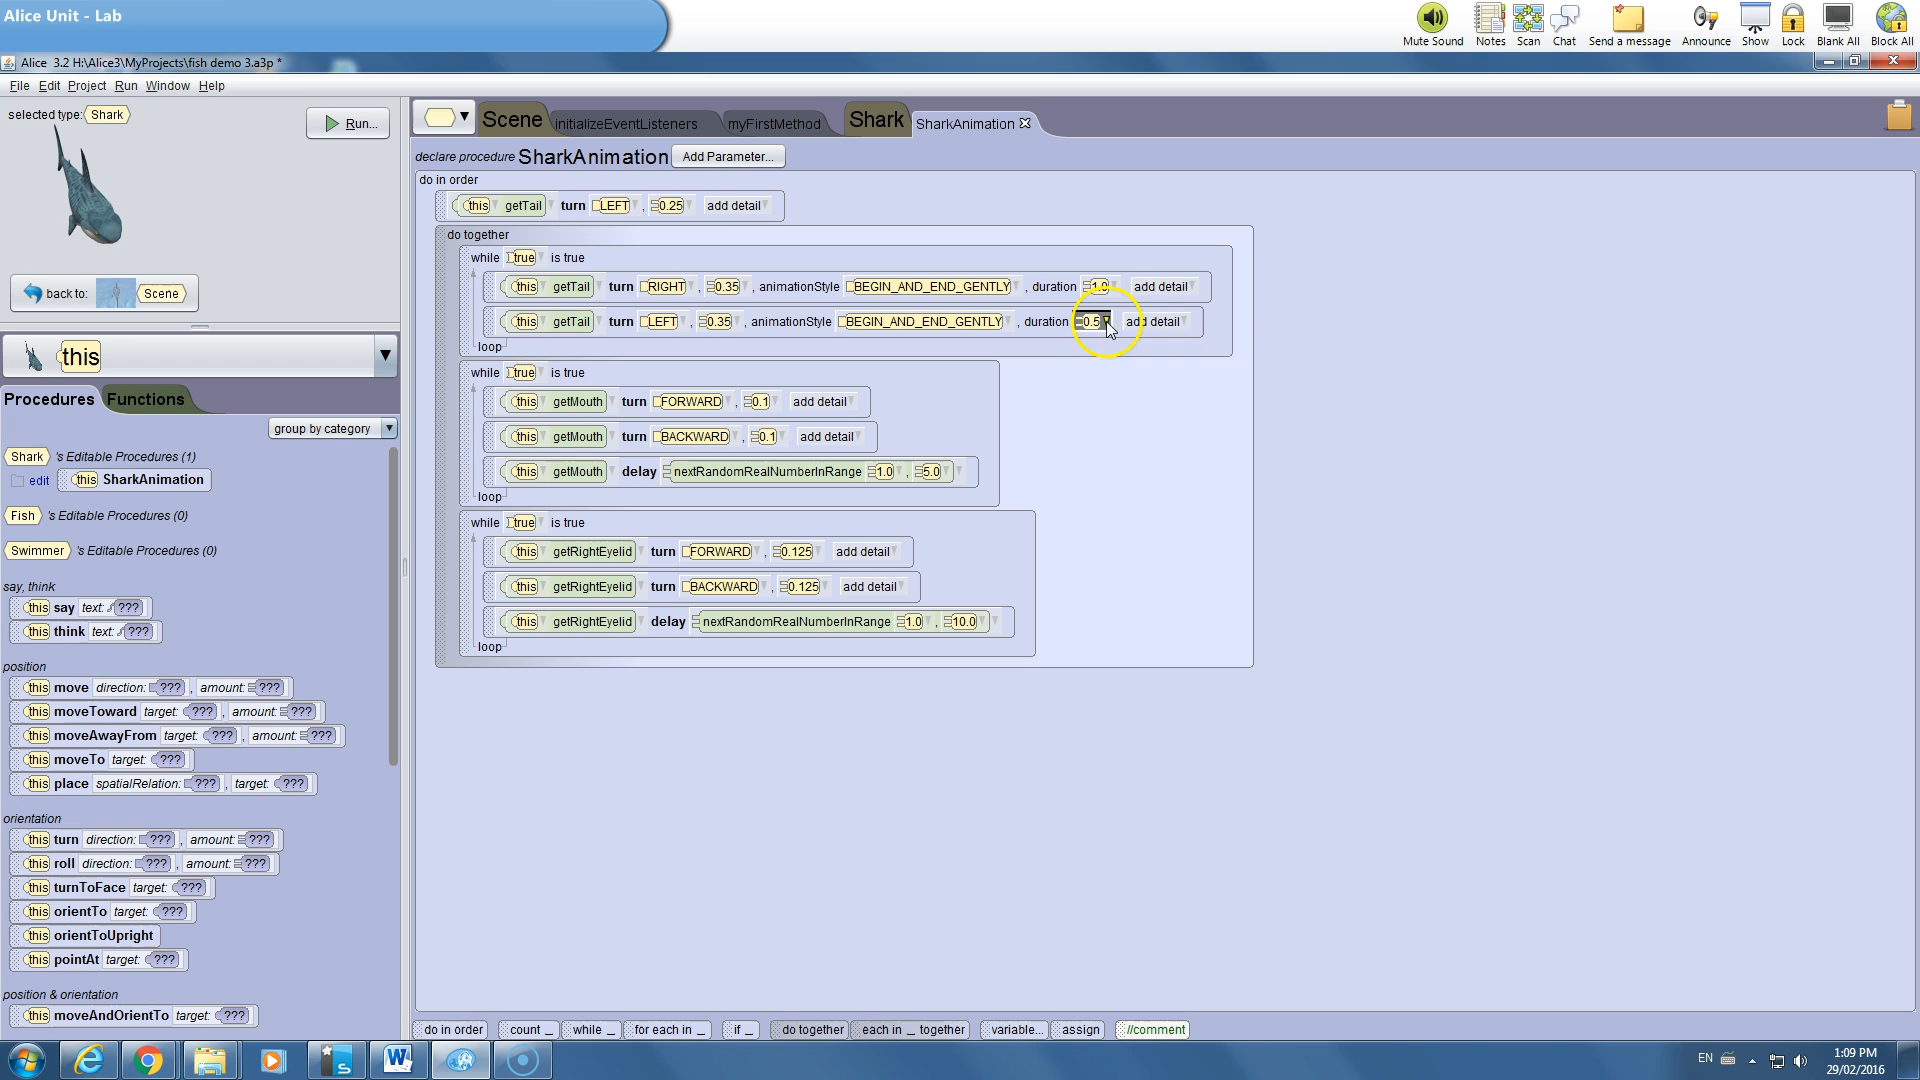 Alice Unit - Lab
Mute Sound Notes Scan Chat Send a message Announce Show Lock Blank All Block All
Alice 3.2 H:\Alice3\MyProjects\fish demo 3.a3p *
File Edit Project Run Window Help
selected type: Shark
Run...
back to: Scene
this
Procedures Functions
group by category
Shark 's Editable Procedures (1)
edit this SharkAnimation
Fish 's Editable Procedures (0)
Swimmer 's Editable Procedures (0)
say, think
this say text: ???
this think text: ???
position
this move direction: ??? , amount: ???
this moveToward target: ??? , amount: ???
this moveAwayFrom target: ??? , amount: ???
this moveTo target: ???
this place spatialRelation: ??? , target: ???
orientation
this turn direction: ??? , amount: ???
this roll direction: ??? , amount: ???
this turnToFace target: ???
this orientTo target: ???
this orientToUpright
this pointAt target: ???
position & orientation
this moveAndOrientTo target: ???
Scene initializeEventListeners myFirstMethod Shark SharkAnimation
declare procedure SharkAnimation Add Parameter...
do in order
this getTail turn LEFT , 0.25 add detail
do together
while true is true
this getTail turn RIGHT , 0.35 , animationStyle BEGIN_AND_END_GENTLY , duration 1.0 add detail
this getTail turn LEFT , 0.35 , animationStyle BEGIN_AND_END_GENTLY , duration 0.5 add detail
loop
while true is true
this getMouth turn FORWARD , 0.1 add detail
this getMouth turn BACKWARD , 0.1 add detail
this getMouth delay nextRandomRealNumberInRange 1.0 , 5.0
loop
while true is true
this getRightEyelid turn FORWARD , 0.125 add detail
this getRightEyelid turn BACKWARD , 0.125 add detail
this getRightEyelid delay nextRandomRealNumberInRange 1.0 , 10.0
loop
do in order count _ while _ for each in _ if _ do together each in _ together variable... assign //comment
EN
1:09 PM
29/02/2016